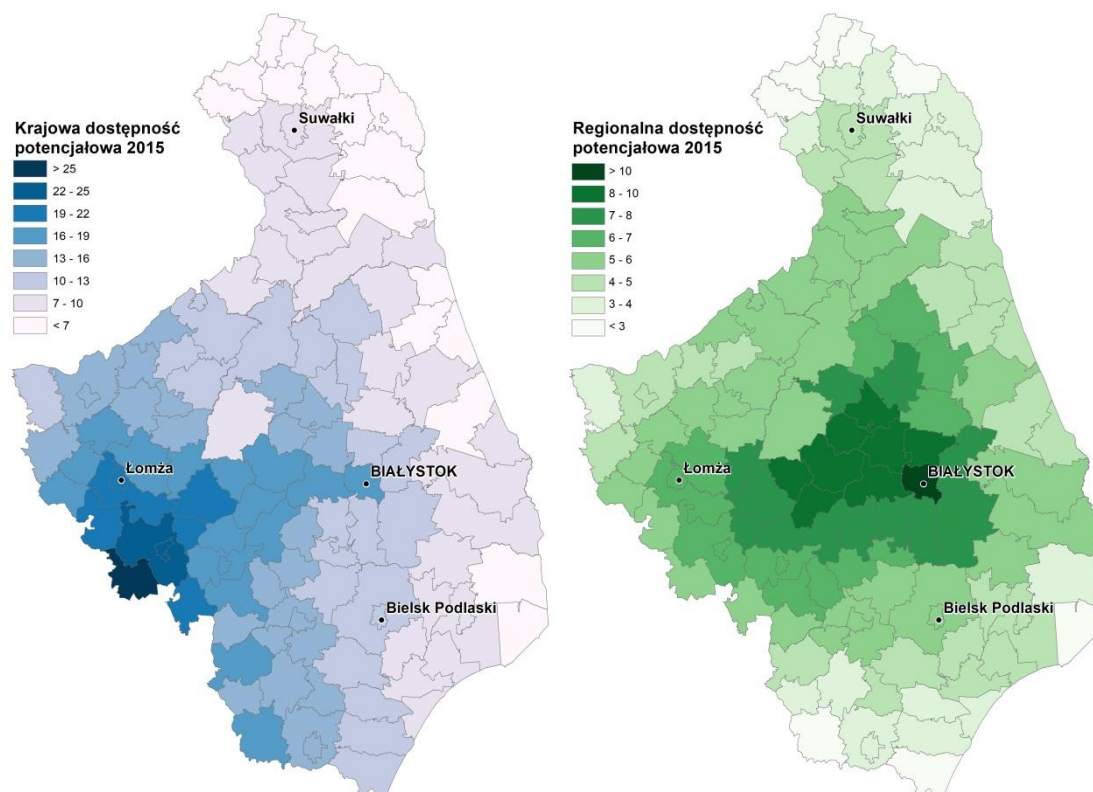 Krajowa dostępność
potencjałowa 2015
> 25
22 - 25
19 - 22
16 - 19
13 - 16
10 - 13
7 - 10
< 7
Suwałki
Łomża
BIAŁYSTOK
Bielsk Podlaski
Regionalna dostępność
potencjałowa 2015
> 10
8 - 10
7 - 8
6 - 7
5 - 6
4 - 5
3 - 4
< 3
Suwałki
Łomża
BIAŁYSTOK
Bielsk Podlaski